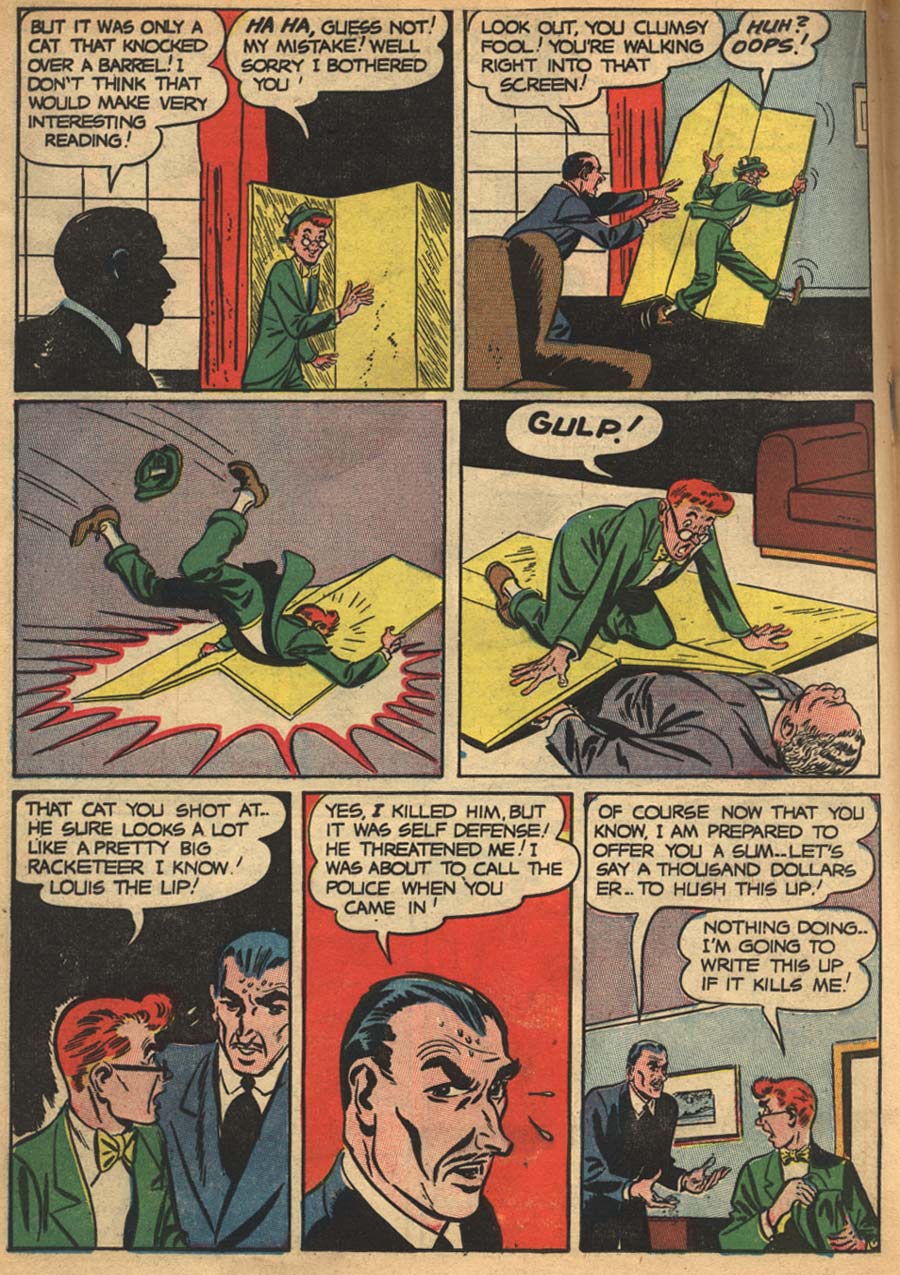 BUT IT WAS ONLY A
CAT THAT KNOCKED
OVER A BARREL! I
DON'T THINK THAT
WOULD MAKE VERY
INTERESTING
READING!
HA HA, GUESS NOT!
MY MISTAKE! WELL
SORRY I BOTHERED
YOU!
LOOK OUT, YOU CLUMSY
FOOL! YOU'RE WALKING
RIGHT INTO THAT
SCREEN!
HUH?
OOPS!
GULP!
THAT CAT YOU SHOT AT..
HE SURE LOOKS A LOT
LIKE A PRETTY BIG
RACKETEER I KNOW!
LOUIS THE LIP!
YES, I KILLED HIM, BUT
IT WAS SELF DEFENSE!
HE THREATENED ME! I
WAS ABOUT TO CALL THE
POLICE WHEN YOU
CAME IN!
OF COURSE NOW THAT YOU
KNOW, I AM PREPARED TO
OFFER YOU A SUM..LET'S
SAY A THOUSAND DOLLARS
ER.. TO HUSH THIS UP!
NOTHING DOING..
I'M GOING TO
WRITE THIS UP
IF IT KILLS ME!
6